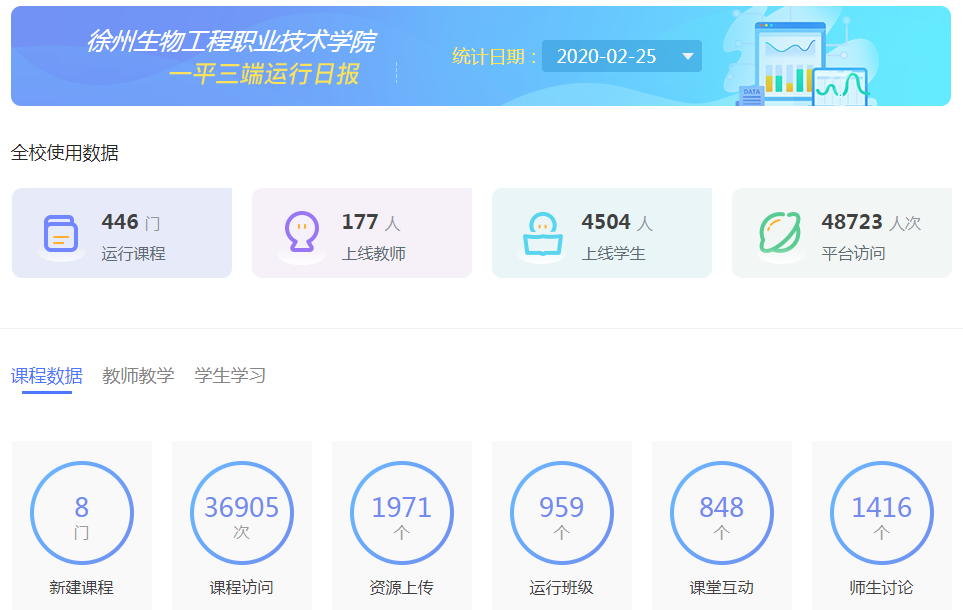 徐州生物工程职业技术学院
一平三端运行日报
统计日期： 2020-02-25
DATA
全校使用数据
446 门
运行课程
177 人
上线教师
4504 人
上线学生
48723 人次
平台访问
课程数据 教师教学 学生学习
8
门
新建课程
36905
次
课程访问
1971
个
资源上传
959
个
运行班级
848
个
课堂互动
1416
个
师生讨论